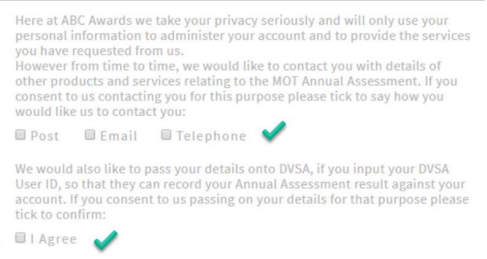 Here at ABC Awards we take your privacy seriously and will only use your
personal information to administer your account and to provide the services
you have requested from us.
However from time to time, we would like to contact you with details of
other products and services relating to the MOT Annual Assessment. If you
consent to us contacting you for this purpose please tick to say how you
would like us to contact you:
Post Email Telephone
We would also like to pass your details onto DVSA, if you input your DVSA
User ID, so that they can record your Annual Assessment result against your
account. If you consent to us passing on your details for that purpose please
tick to confirm:
I Agree